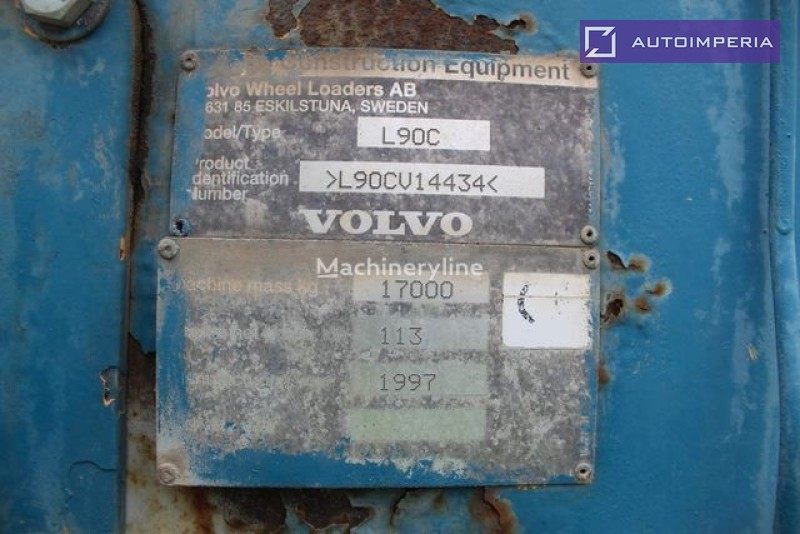 AUTOIMPERIA
Construction Equipment
olvo Wheel Loaders AB
631 85 ESKILSTUNA, SWEDEN
odel/Type
L90C
roduct
dentification
umber
>L90CV14434<
VOLVO
Machineryline
achine mass kg
17000
113
1997